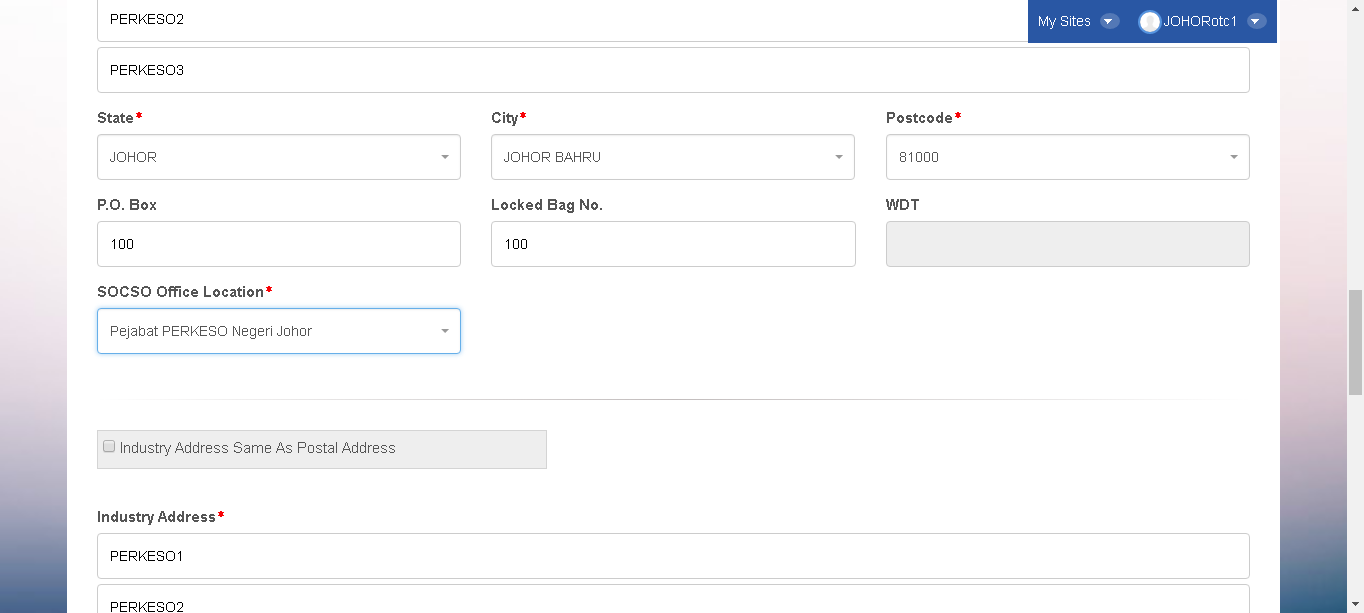 PERKESO2
My Sites JOHORotc1
PERKESO3
State* City* Postcode*
JOHOR JOHOR BAHRU 81000
P.O. Box Locked Bag No. WDT
100 100
SOCSO Office Location*
Pejabat PERKESO Negeri Johor
Industry Address Same As Postal Address
Industry Address*
PERKESO1
PERKESO2